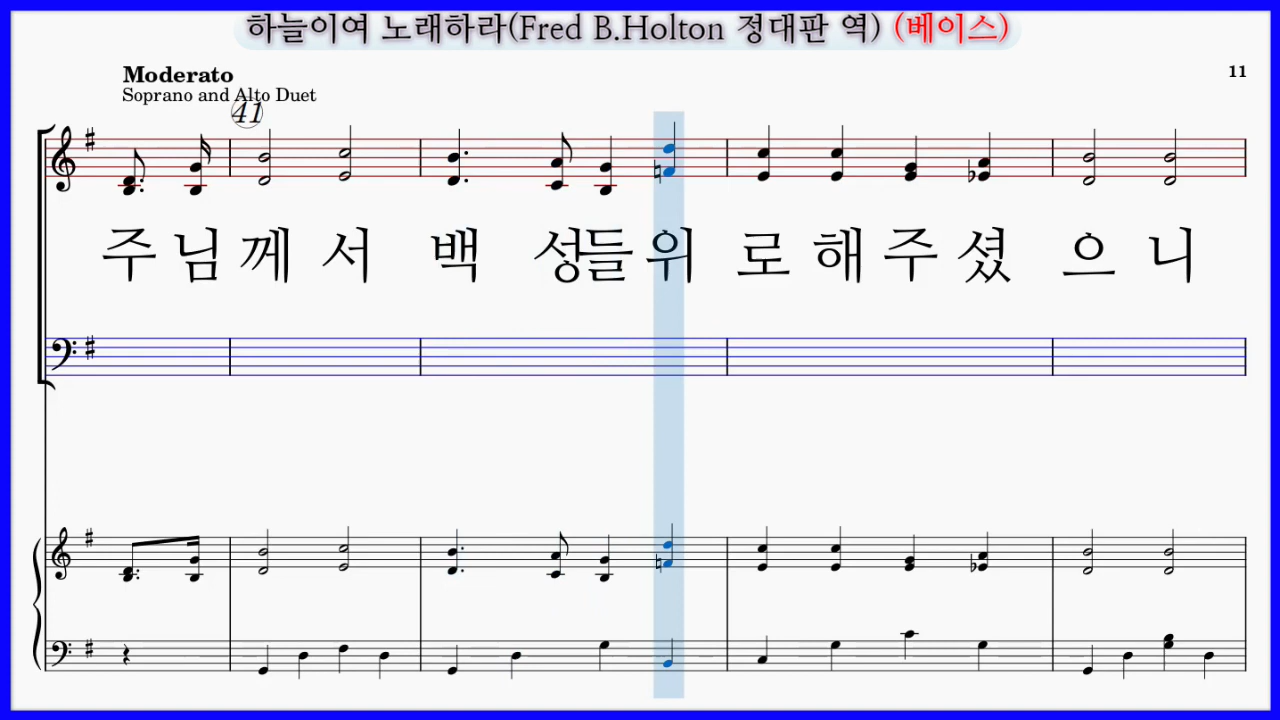 하늘이여 노래하라(Fred B.Holton 정대판 역) (베이스)
Moderato
11
Soprano and Alto Duet
41
주 님 께 서 백 성들 위 로 해 주 셨 으 니